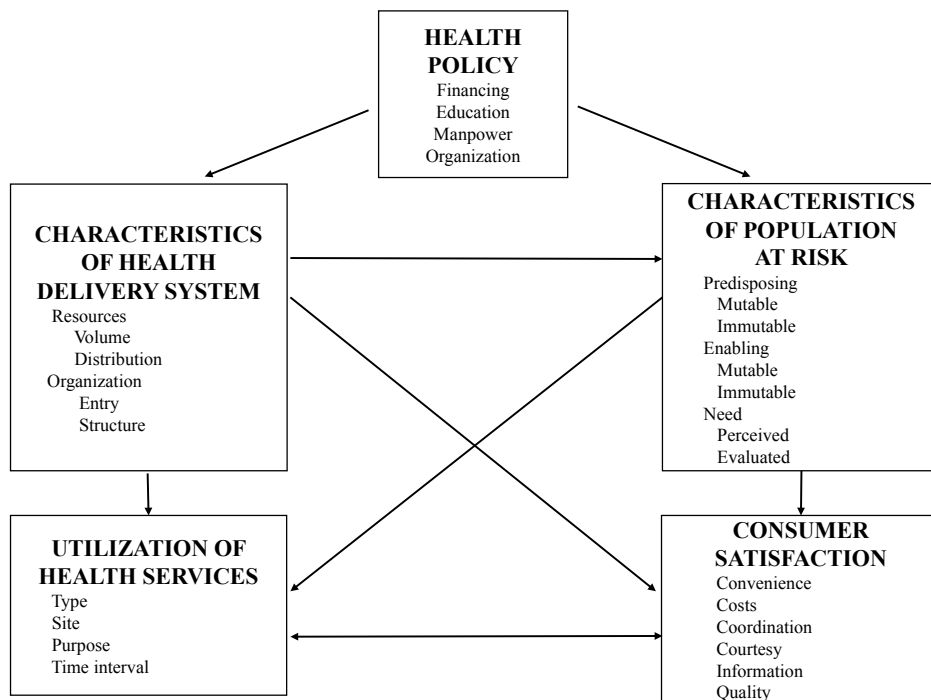 HEALTH
POLICY
Financing
Education
Manpower
Organization
CHARACTERISTICS
OF HEALTH
DELIVERY SYSTEM
Resources
Volume
Distribution
Organization
Entry
Structure
CHARACTERISTICS
OF POPULATION
AT RISK
Predisposing
Mutable
Immutable
Enabling
Mutable
Immutable
Need
Perceived
Evaluated
UTILIZATION OF
HEALTH SERVICES
Type
Site
Purpose
Time interval
CONSUMER
SATISFACTION
Convenience
Costs
Coordination
Courtesy
Information
Quality